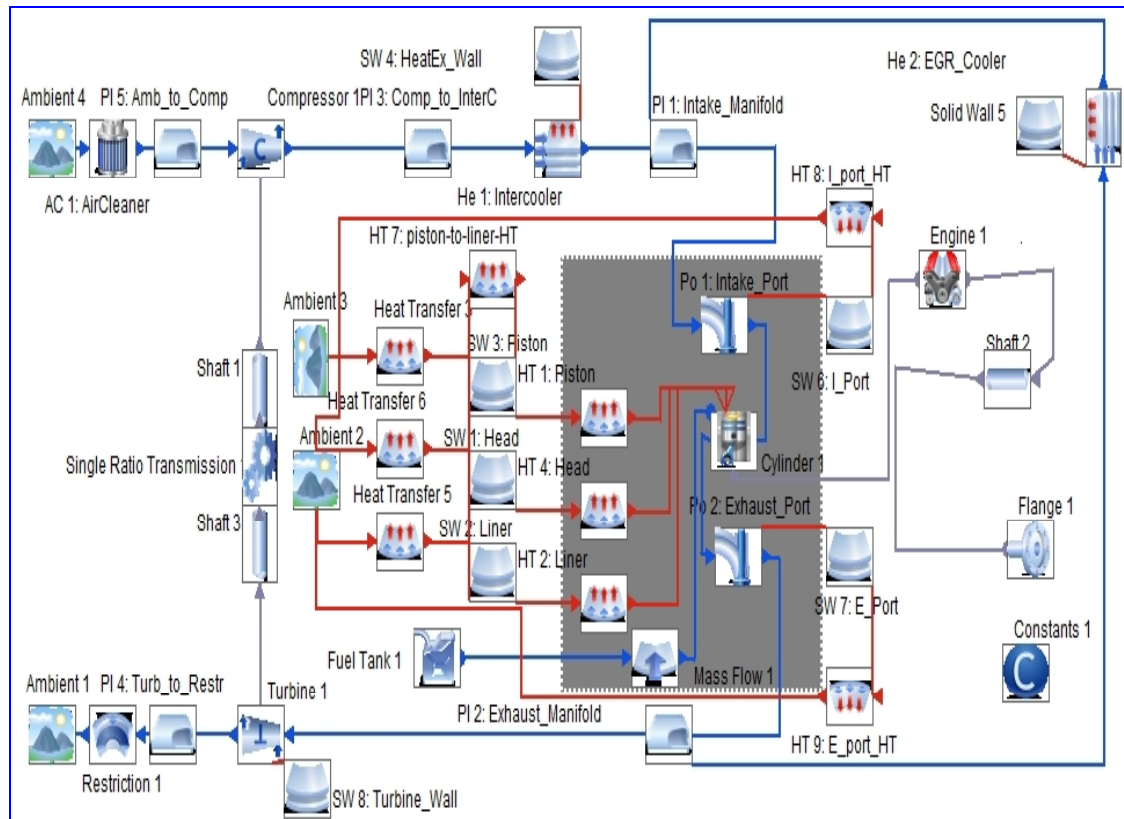 SW 4: HeatEx_Wall
He 2: EGR_Cooler
Ambient 4
PI 5: Amb_to_Comp
Compressor 1
PI 3: Comp_to_InterC
PI 1: Intake_Manifold
Solid Wall 5
AC 1: AirCleaner
He 1: Intercooler
HT 8: I_port_HT
HT 7: piston-to-liner-HT
Engine 1
Ambient 3
Heat Transfer 3
Po 1: Intake_Port
SW 3: Piston
Shaft 1
Shaft 2
HT 1: Piston
SW 6: I_Port
Heat Transfer 6
Ambient 2
SW 1: Head
Single Ratio Transmission 1
HT 4: Head
Cylinder 1
Heat Transfer 5
Po 2: Exhaust_Port
Flange 1
Shaft 3
SW 2: Liner
HT 2: Liner
SW 7: E_Port
Constants 1
Fuel Tank 1
Mass Flow 1
Ambient 1
PI 4: Turb_to_Restr
Turbine 1
PI 2: Exhaust_Manifold
HT 9: E_port_HT
Restriction 1
SW 8: Turbine_Wall
C
C
T